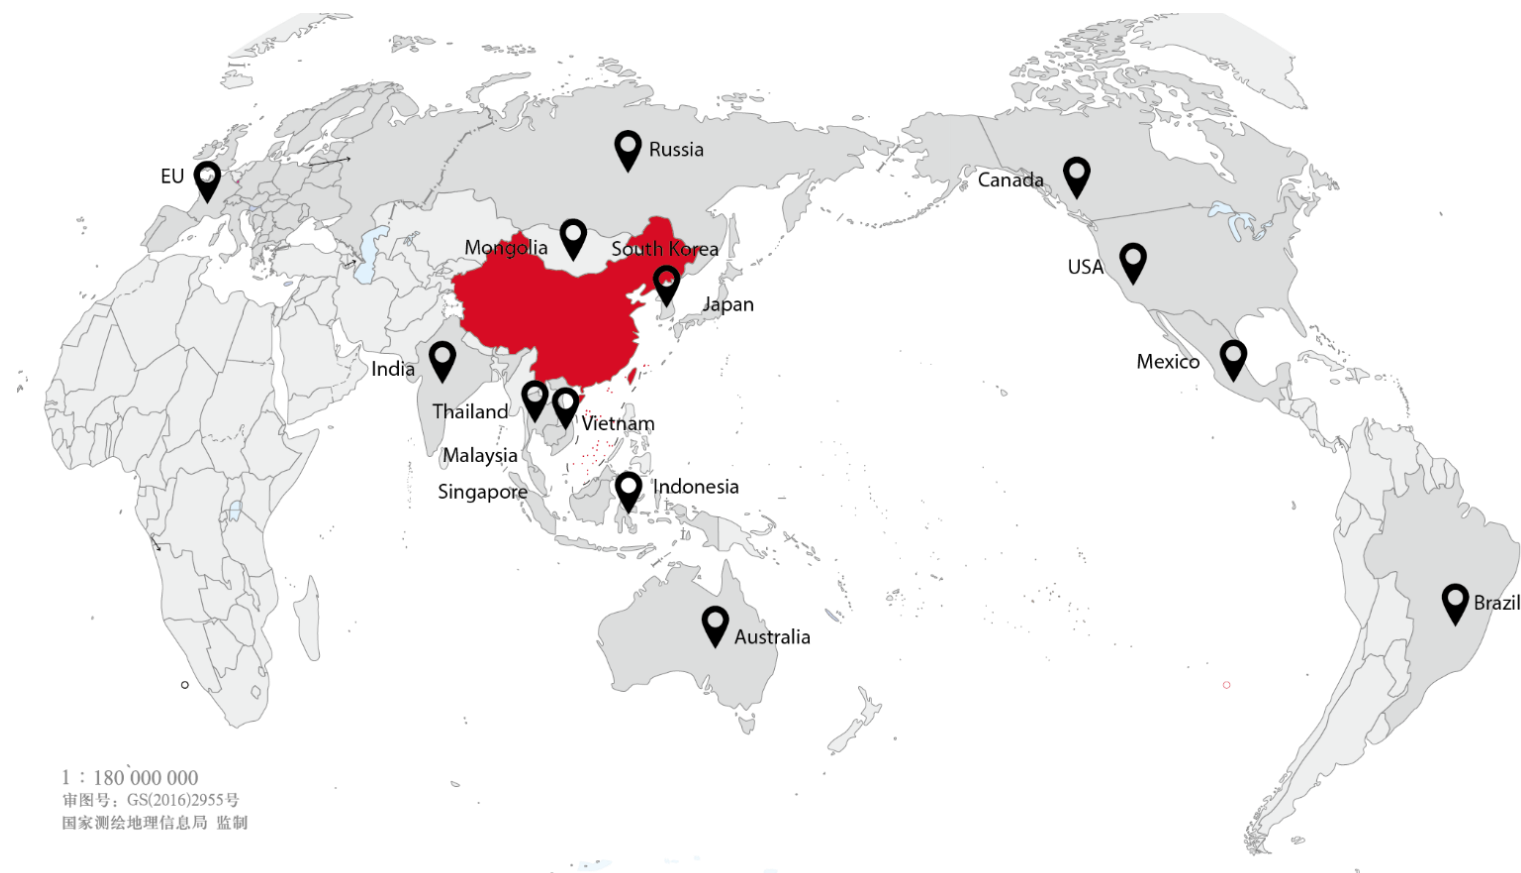 Russia
EU
Canada
Mongolia
South Korea
USA
Japan
Mexico
India
Thailand
Vietnam
Malaysia
Singapore
Indonesia
Brazil
Australia
1：180 000 000
审图号：GS(2016)2955号
国家测绘地理信息局 监制